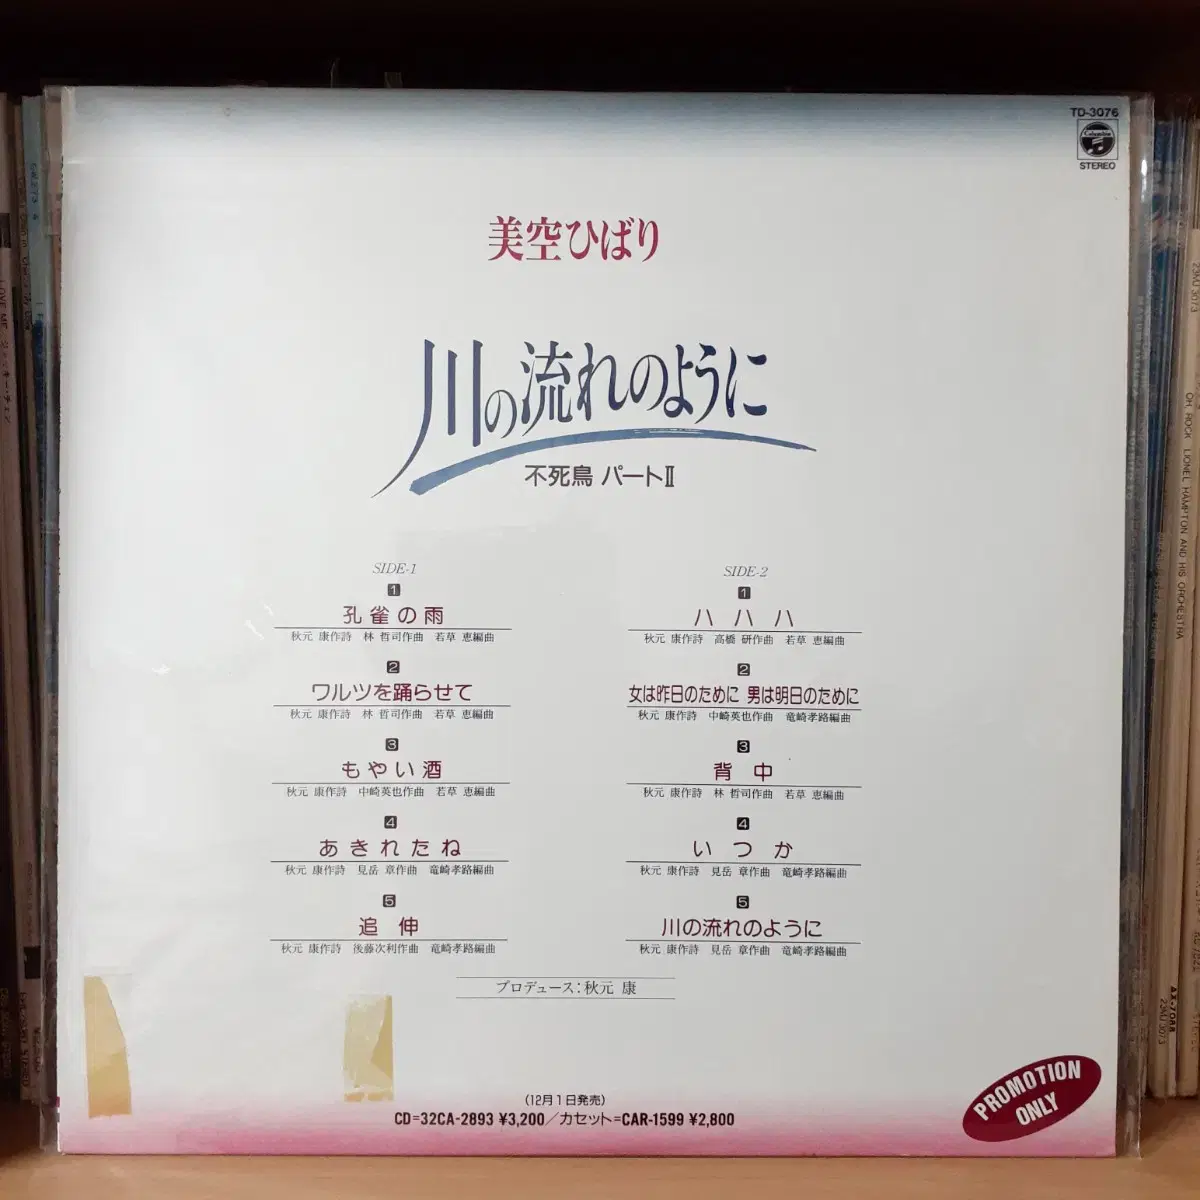 TD-3076
Columbia
STEREO
美空ひばり
川の流れのように
不死鳥 パートⅡ
SIDE-1
1
孔雀の雨
秋元 康作詩 林 哲司作曲 若草 恵編曲
2
ワルツを踊らせて
秋元 康作詩 林 哲司作曲 若草 恵編曲
3
もやい酒
秋元 康作詩 中崎英也作曲 若草 恵編曲
4
あきれたね
秋元 康作詩 見岳 章作曲 竜崎孝路編曲
5
追伸
秋元 康作詩 後藤次利作曲 竜崎孝路編曲
SIDE-2
1
ハハハ
秋元 康作詩 高橋 研作曲 若草 恵編曲
2
女は昨日のために 男は明日のために
秋元 康作詩 中崎英也作曲 竜崎孝路編曲
3
背中
秋元 康作詩 林 哲司作曲 若草 恵編曲
4
いつか
秋元 康作詩 見岳 章作曲 竜崎孝路編曲
5
川の流れのように
秋元 康作詩 見岳 章作曲 竜崎孝路編曲
プロデュース:秋元 康
(12月1日発売)
CD=32CA-2893 ¥3,200/カセット=CAR-1599 ¥2,800
PROMOTION
ONLY
23MJ 3073
OH, ROCK LIONEL HAMPTON AND HIS ORCHESTRA